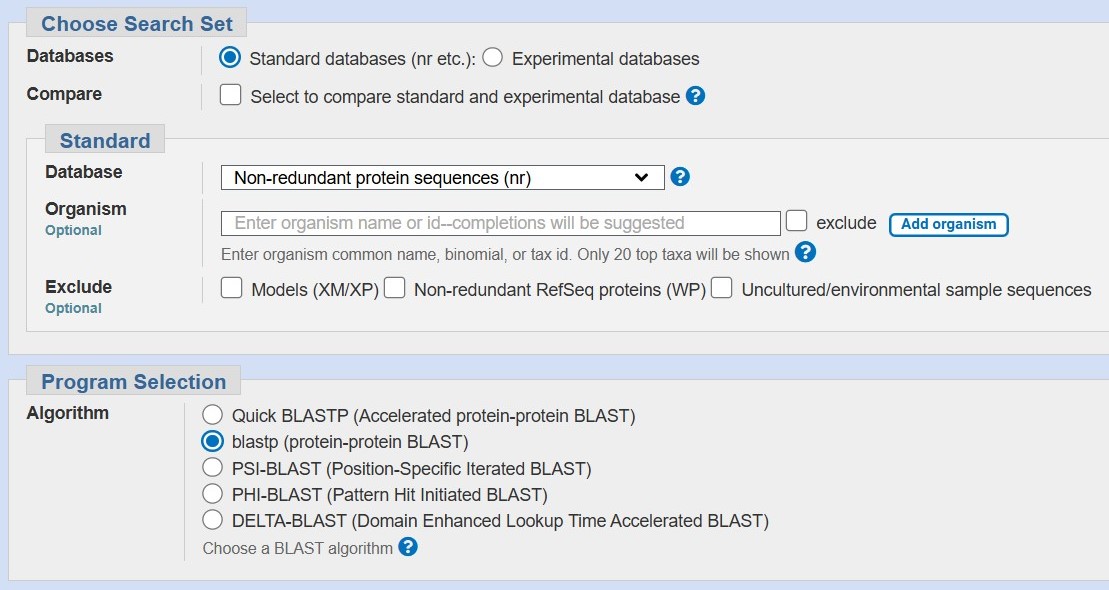 Choose Search Set
Databases
Standard databases (nr etc.): Experimental databases
Compare
Select to compare standard and experimental database ?
Standard
Database
Non-redundant protein sequences (nr) ?
Organism
Optional
Enter organism name or id--completions will be suggested exclude Add organism
Enter organism common name, binomial, or tax id. Only 20 top taxa will be shown ?
Exclude
Optional
Models (XM/XP) Non-redundant RefSeq proteins (WP) Uncultured/environmental sample sequences
Program Selection
Algorithm
Quick BLASTP (Accelerated protein-protein BLAST)
blastp (protein-protein BLAST)
PSI-BLAST (Position-Specific Iterated BLAST)
PHI-BLAST (Pattern Hit Initiated BLAST)
DELTA-BLAST (Domain Enhanced Lookup Time Accelerated BLAST)
Choose a BLAST algorithm ?